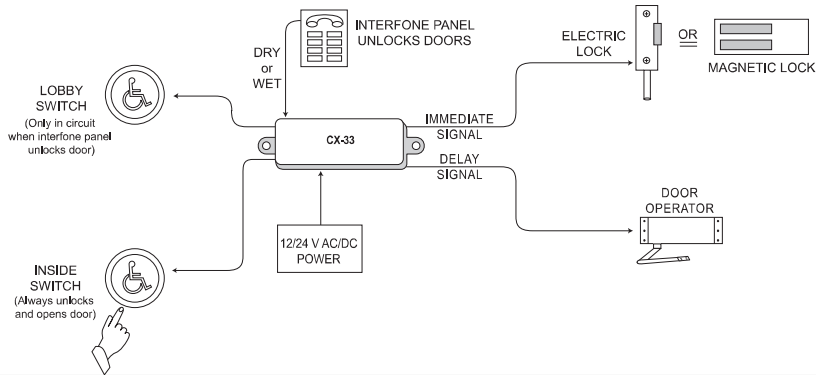 INTERFONE PANEL
UNLOCKS DOORS
DRY
or
WET
ELECTRIC
LOCK
OR
MAGNETIC LOCK
LOBBY
SWITCH
(Only in circuit
when interfone panel
unlocks door)
CX-33
IMMEDIATE
SIGNAL
DELAY
SIGNAL
DOOR
OPERATOR
12/24 V AC/DC
POWER
INSIDE
SWITCH
(Always unlocks
and opens door)